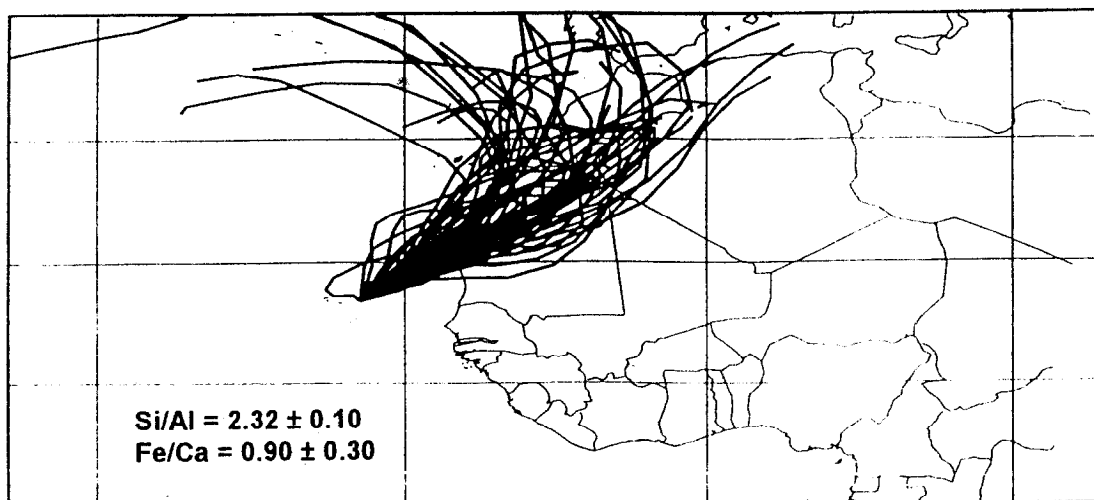 Si/Al = 2.32 ± 0.10
Fe/Ca = 0.90 ± 0.30